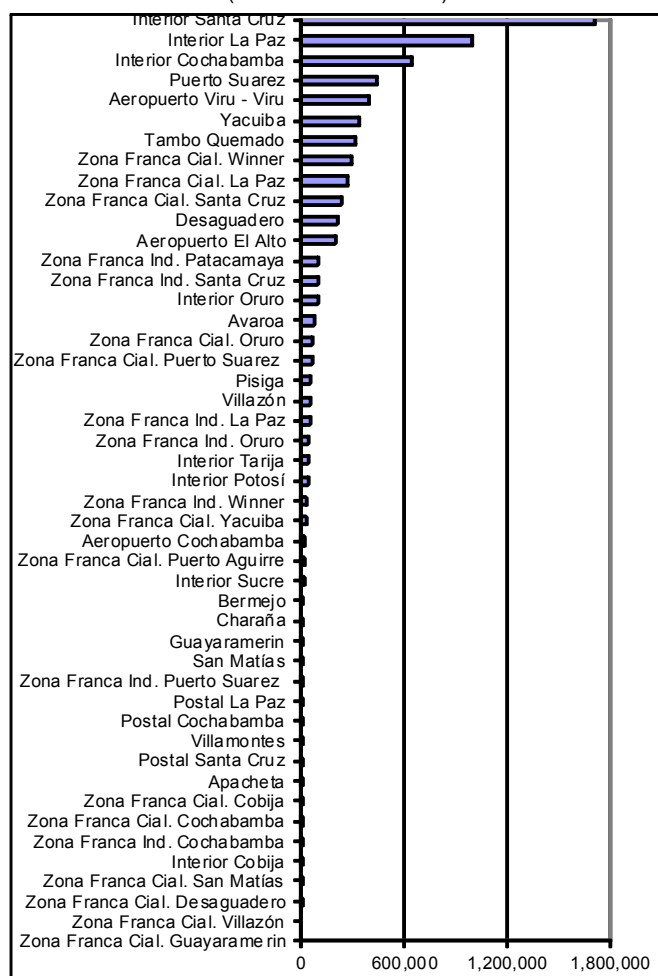 Interior Santa Cruz
Interior La Paz
Interior Cochabamba
Puerto Suarez
Aeropuerto Viru - Viru
Yacuiba
Tambo Quemado
Zona Franca Cial. Winner
Zona Franca Cial. La Paz
Zona Franca Cial. Santa Cruz
Desaguadero
Aeropuerto El Alto
Zona Franca Ind. Patacamaya
Zona Franca Ind. Santa Cruz
Interior Oruro
Avaroa
Zona Franca Cial. Oruro
Zona Franca Cial. Puerto Suarez
Pisiga
Villazón
Zona Franca Ind. La Paz
Zona Franca Ind. Oruro
Interior Tarija
Interior Potosí
Zona Franca Ind. Winner
Zona Franca Cial. Yacuiba
Aeropuerto Cochabamba
Zona Franca Cial. Puerto Aguirre
Interior Sucre
Bermejo
Charaña
Guayaramerin
San Matías
Zona Franca Ind. Puerto Suarez
Postal La Paz
Postal Cochabamba
Villamontes
Postal Santa Cruz
Apacheta
Zona Franca Cial. Cobija
Zona Franca Cial. Cochabamba
Zona Franca Ind. Cochabamba
Interior Cobija
Zona Franca Cial. San Matías
Zona Franca Cial. Desaguadero
Zona Franca Cial. Villazón
Zona Franca Cial. Guayaramerin
0 600,000 1,200,000 1,800,000